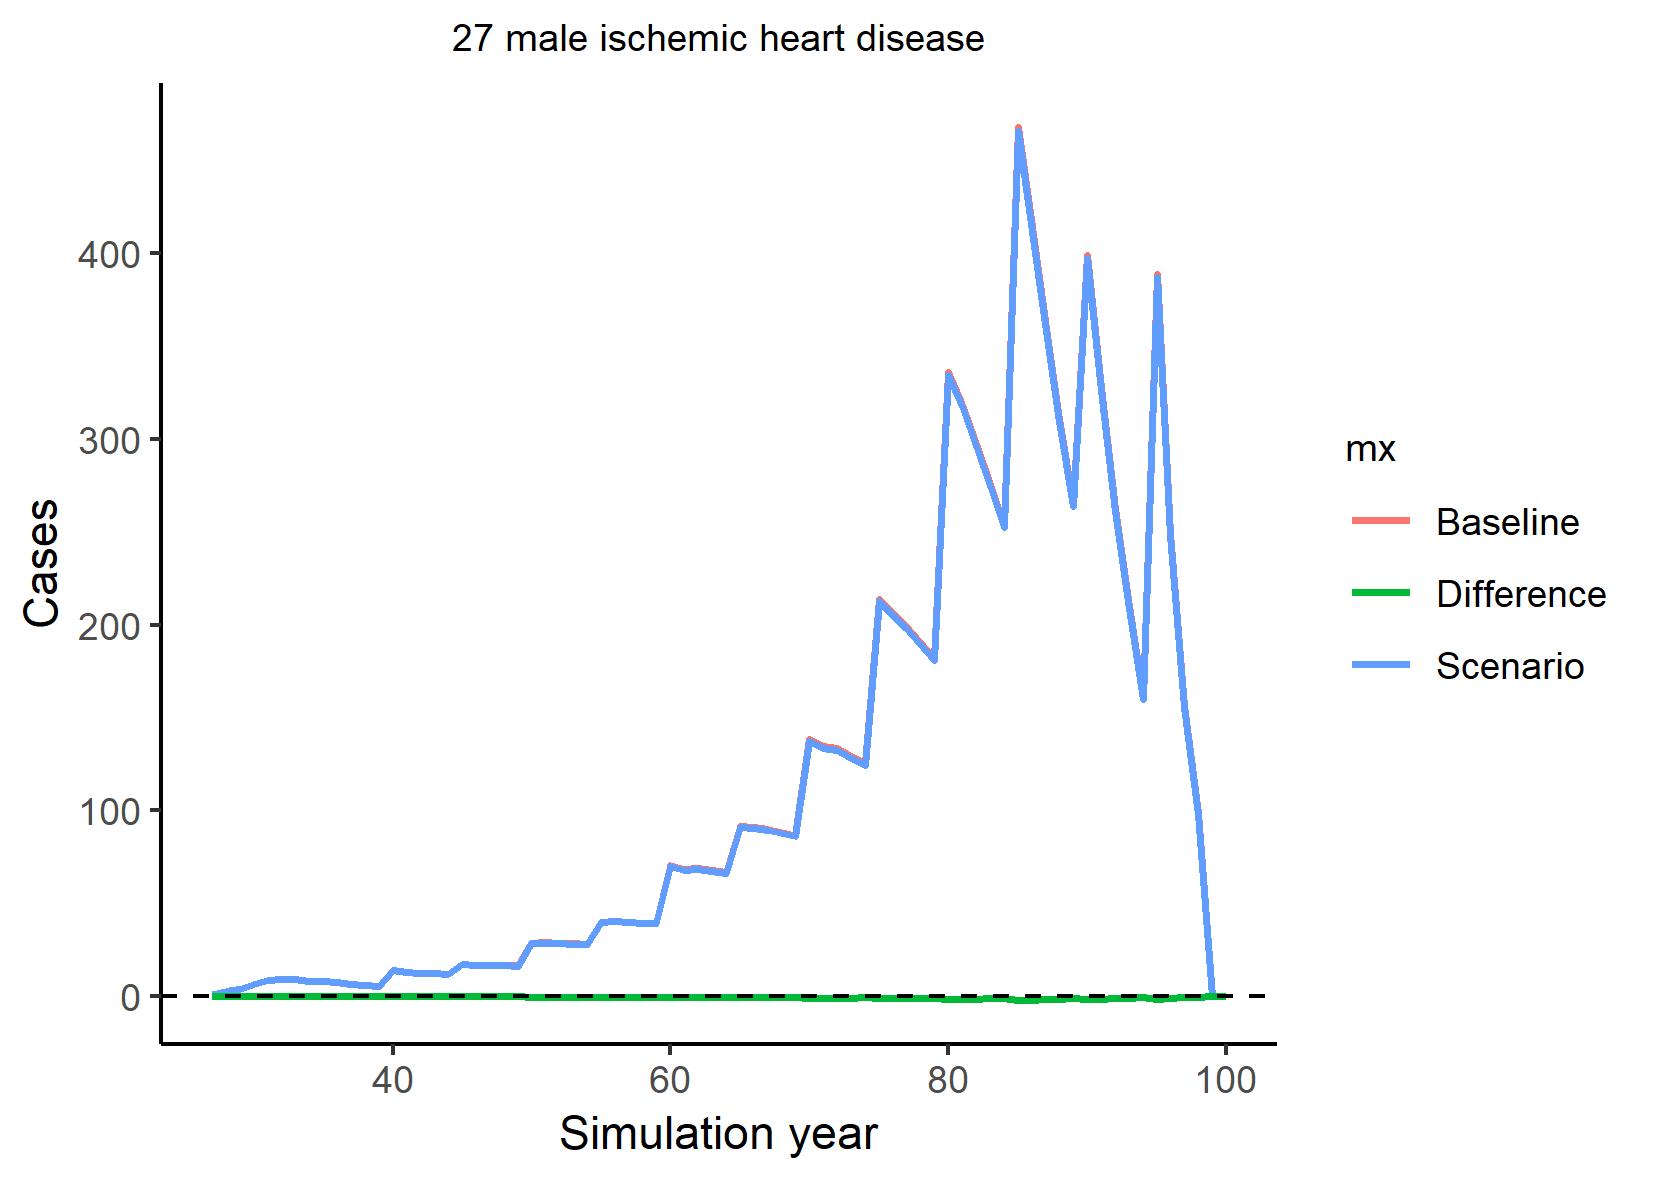 27 male ischemic heart disease
Cases
400
300
200
100
0
40 60 80 100
Simulation year
mx
Baseline
Difference
Scenario